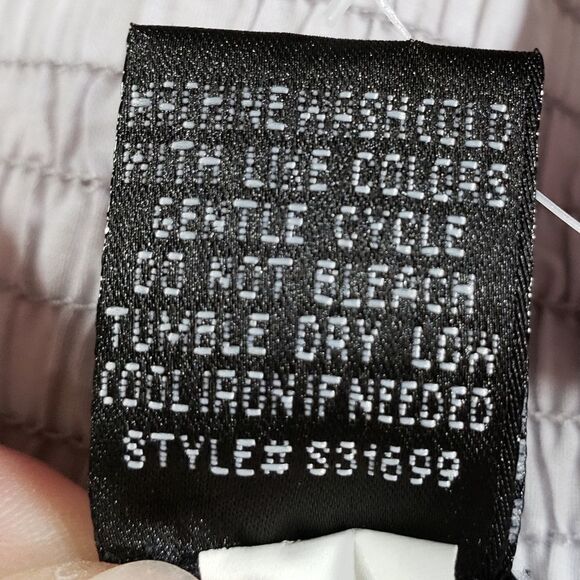 MACHINE WASH COLD
WITH LIKE COLORS
GENTLE CYCLE
DO NOT BLEACH
TUMBLE DRY LOW
COOL IRON IF NEEDED
STYLE# S31699